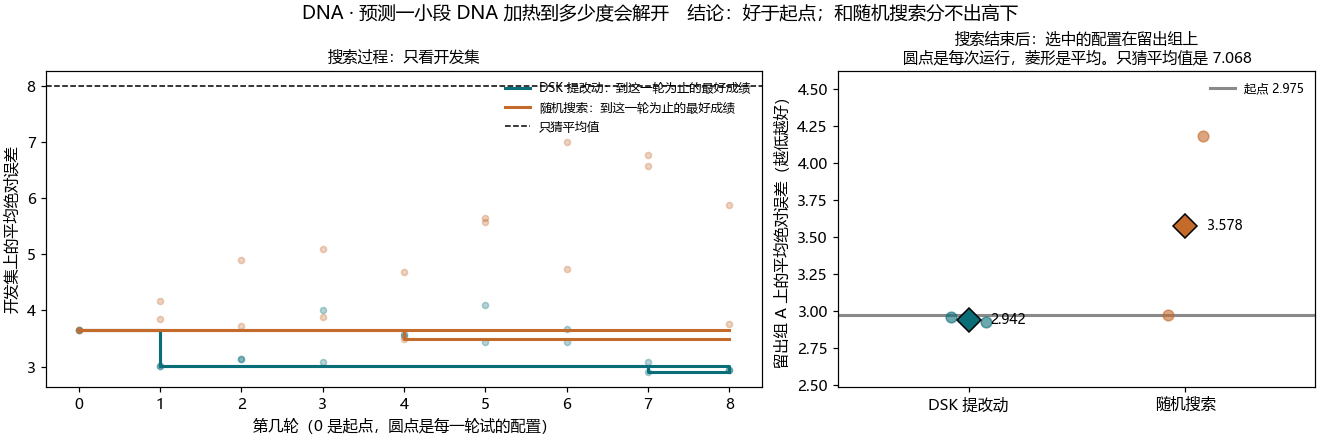 DNA · 预测一小段 DNA 加热到多少度会解开　结论：好于起点；和随机搜索分不出高下
搜索过程：只看开发集
开发集上的平均绝对误差
8
7
6
5
4
3
DSK 提改动：到这一轮为止的最好成绩
随机搜索：到这一轮为止的最好成绩
只猜平均值
0 1 2 3 4 5 6 7 8
第几轮（0 是起点，圆点是每一轮试的配置）
搜索结束后：选中的配置在留出组上
圆点是每次运行，菱形是平均。只猜平均值是 7.068
留出组 A 上的平均绝对误差（越低越好）
4.50
4.25
4.00
3.75
3.50
3.25
3.00
2.75
2.50
起点 2.975
3.578
2.942
DSK 提改动
随机搜索